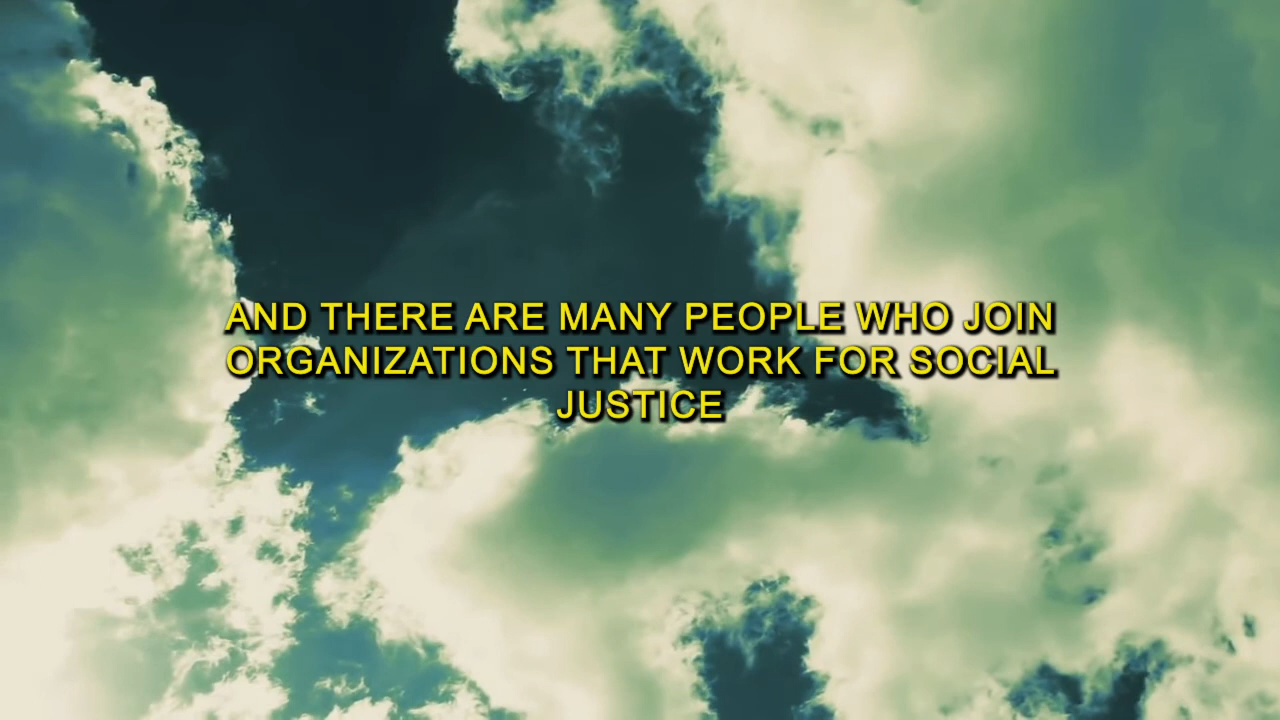 AND THERE ARE MANY PEOPLE WHO JOIN
ORGANIZATIONS THAT WORK FOR SOCIAL
JUSTICE